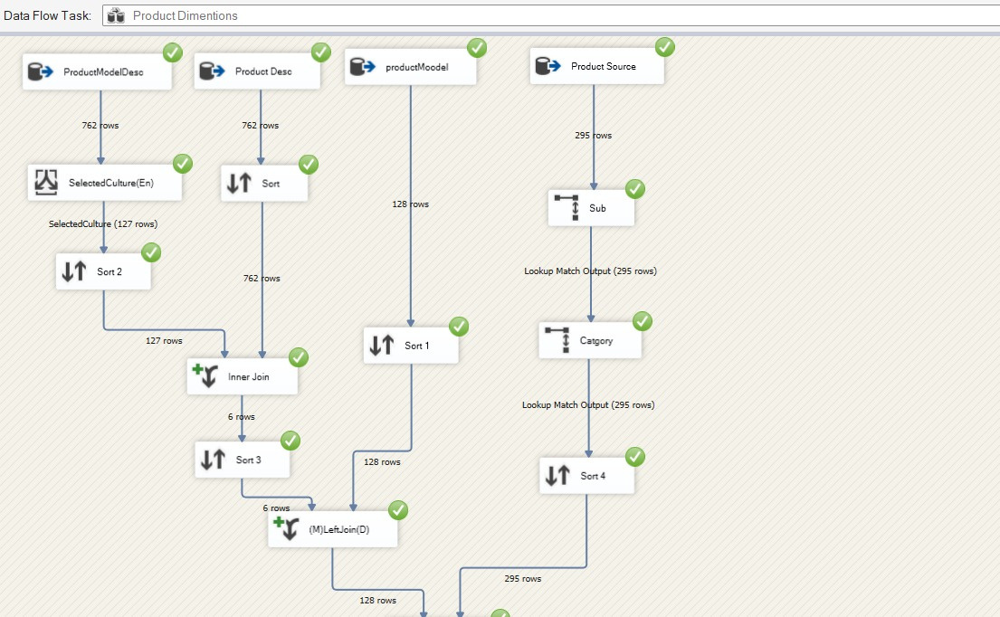 Data Flow Task: Product Dimentions
ProductModelDesc
Product Desc
productMoodel
Product Source
762 rows
762 rows
295 rows
SelectedCulture(En)
Sort
128 rows
Sub
SelectedCulture (127 rows)
Sort 2
762 rows
Lookup Match Output (295 rows)
127 rows
Sort 1
Catgory
Inner Join
6 rows
Lookup Match Output (295 rows)
Sort 3
128 rows
Sort 4
6 rows
(M)LeftJoin(D)
295 rows
128 rows